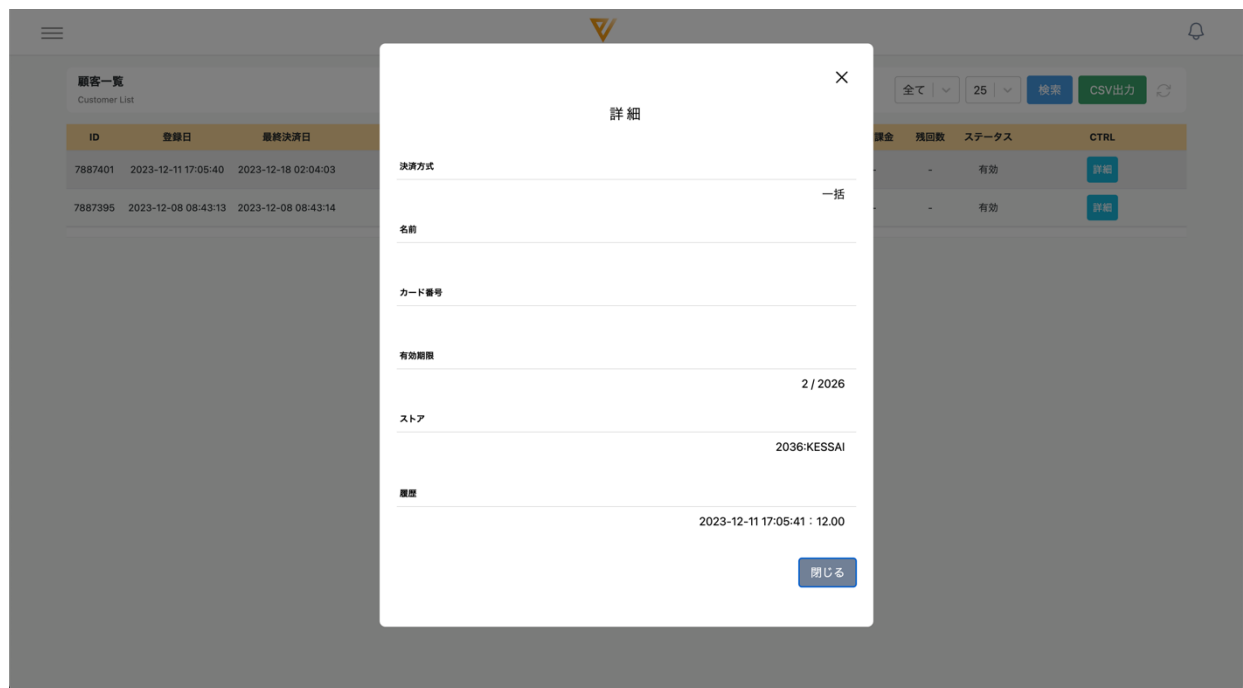 顧客一覧
Customer List
全て
25
検索
CSV出力
ID 登録日 最終決済日 課金 残回数 ステータス CTRL
7887401 2023-12-11 17:05:40 2023-12-18 02:04:03 - - 有効 詳細
7887395 2023-12-08 08:43:13 2023-12-08 08:43:14 - - 有効 詳細
詳細
決済方式
一括
名前
カード番号
有効期限
2 / 2026
ストア
2036:KESSAI
履歴
2023-12-11 17:05:41：12.00
閉じる